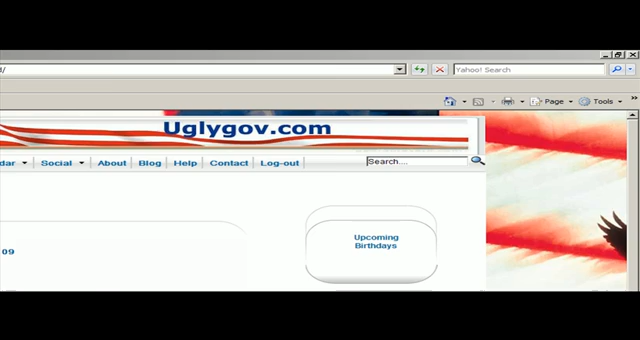 l/
Yahoo! Search
Page
Tools
»
Uglygov.com
dar Social About Blog Help Contact Log-out Search....
Upcoming
Birthdays
09